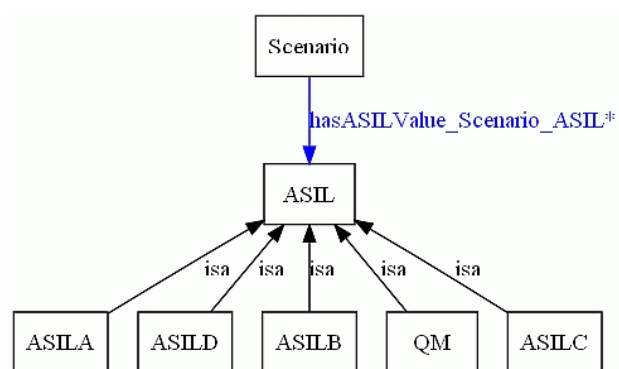 Scenario
hasASILValue_Scenario_ASIL*
ASIL
isa isa isa isa isa
ASILA ASILD ASILB QM ASILC